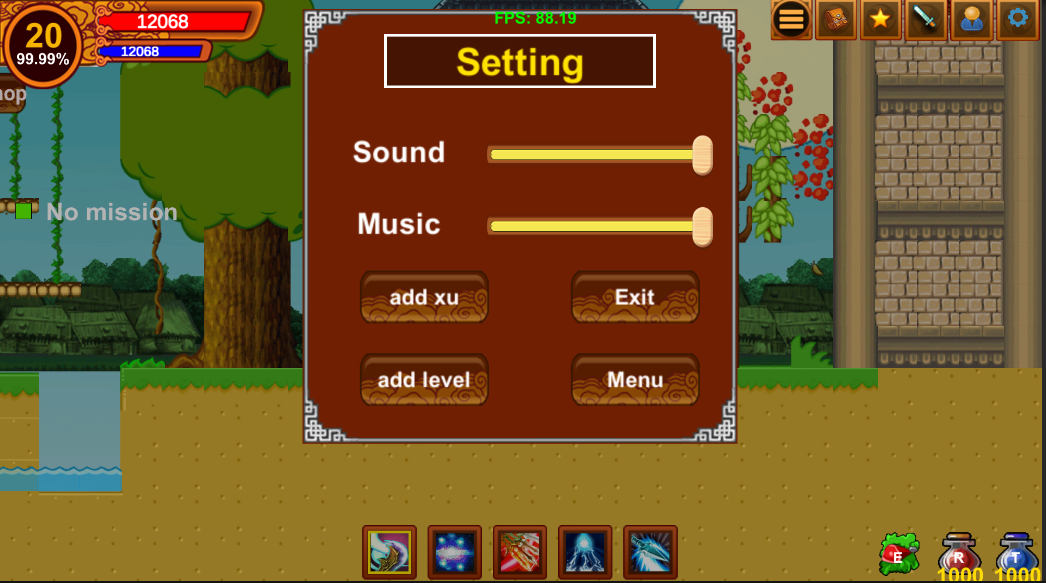 FPS: 88.19
20
99.99%
12068
12068
hop
No mission
Setting
Sound
Music
add xu
Exit
add level
Menu
E
R
T
1000
1000